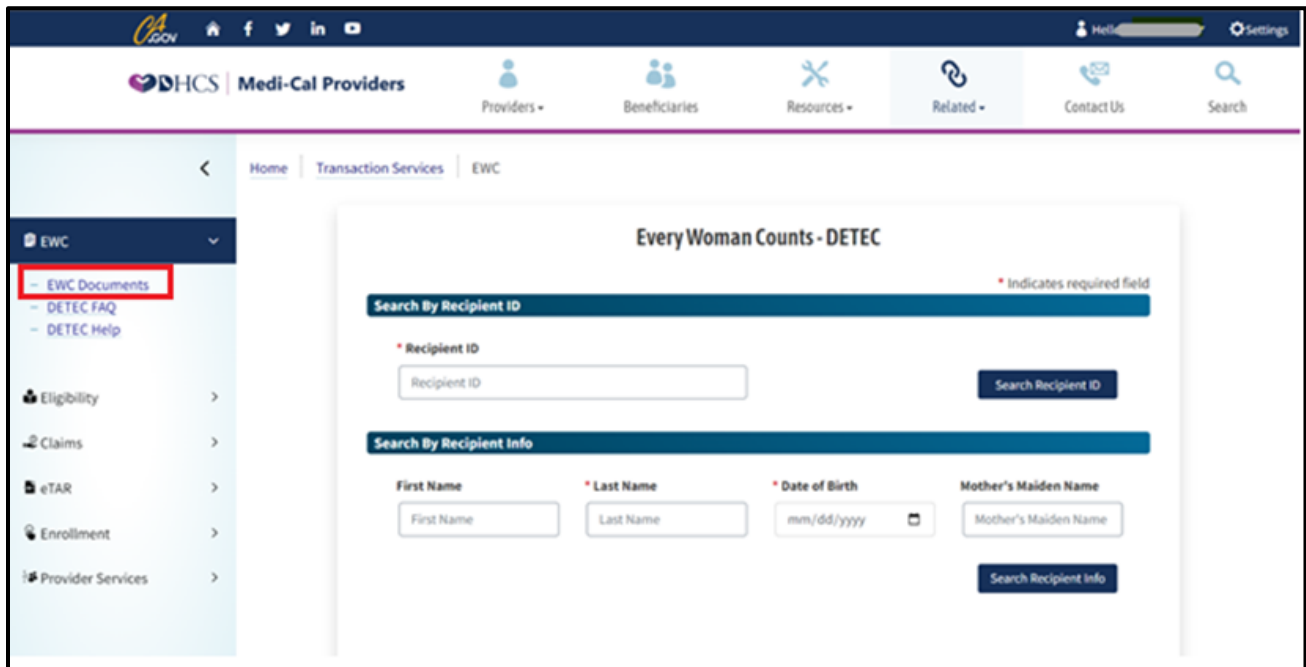 CA.GOV
Hello
Settings
DHCS | Medi-Cal Providers
Providers
Beneficiaries
Resources
Related
Contact Us
Search
Home
Transaction Services
EWC
EWC
- EWC Documents
- DETEC FAQ
- DETEC Help
Eligibility
Claims
eTAR
Enrollment
Provider Services
Every Woman Counts - DETEC
* Indicates required field
Search By Recipient ID
* Recipient ID
Recipient ID
Search Recipient ID
Search By Recipient Info
First Name
* Last Name
* Date of Birth
Mother's Maiden Name
First Name
Last Name
mm/dd/yyyy
Mother's Maiden Name
Search Recipient Info